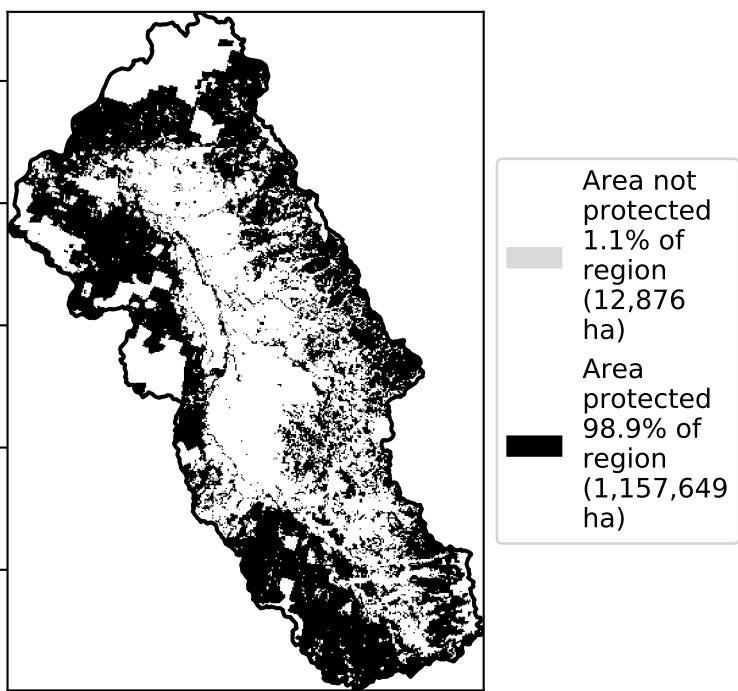 Area not
protected
1.1% of
region
(12,876
ha)
Area
protected
98.9% of
region
(1,157,649
ha)